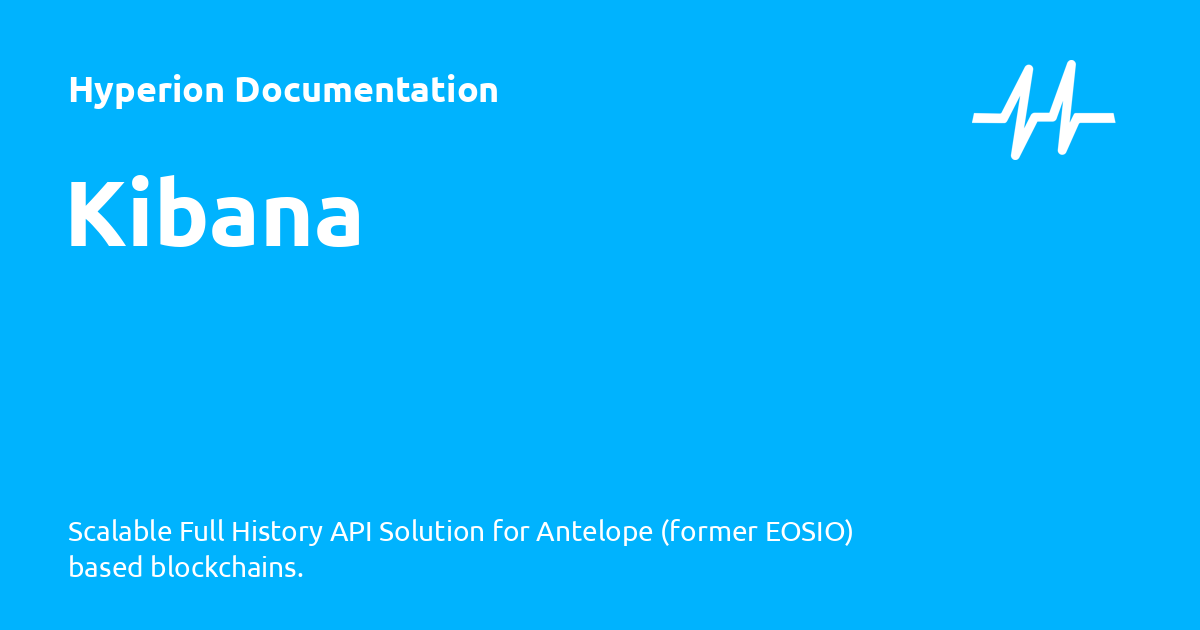 Hyperion Documentation
Kibana
Scalable Full History API Solution for Antelope (former EOSIO)
based blockchains.